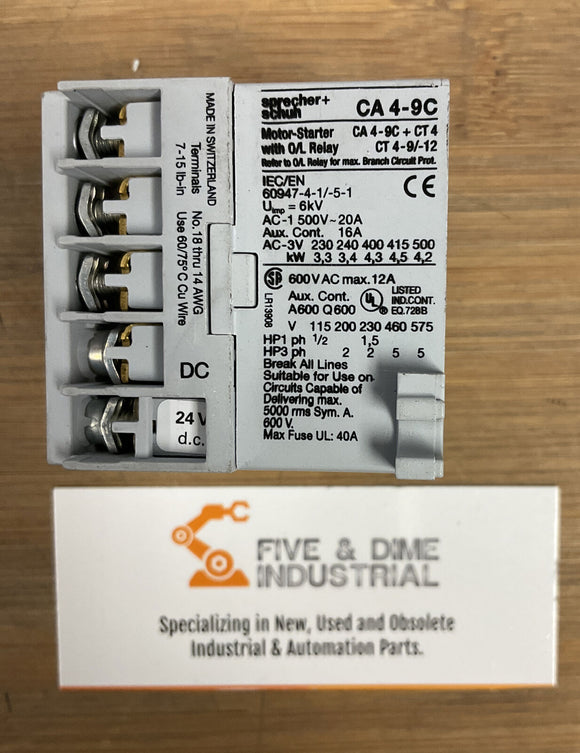 sprecher+
schuh
CA 4-9C
Motor-Starter CA 4-9C + CT 4
with O/L Relay CT 4-9/-12
Refer to O/L Relay for max. Branch Circuit Prot.
IEC/EN
60947-4-1/-5-1
CE
Uimp = 6kV
AC-1 500V~20A
Aux. Cont. 16A
AC-3V 230 240 400 415 500
kW 3,3 3,4 4,3 4,5 4,2
SA 600V AC max. 12A
LR13908
Aux. Cont.
A600 Q600
UL LISTED
IND.CONT.
EQ.728B
V 115 200 230 460 575
HP1 ph 1/2 1,5
HP3 ph 2 2 5 5
Break All Lines
Suitable for Use on
Circuits Capable of
Delivering max.
5000 rms Sym. A.
600 V.
Max Fuse UL: 40A
MADE IN SWITZERLAND
Terminals No. 18 thru 14 AWG
7-15 lb-in Use 60/75° C Cu Wire
DC
24 V
d.c.
FIVE & DIME
INDUSTRIAL
Specializing in New, Used and Obsolete
Industrial & Automation Parts.